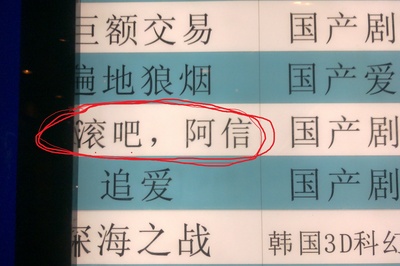 巨额交易 国产剧
遍地狼烟 国产爱
滚吧，阿信 国产剧
追爱 国产剧
深海之战 韩国3D科幻